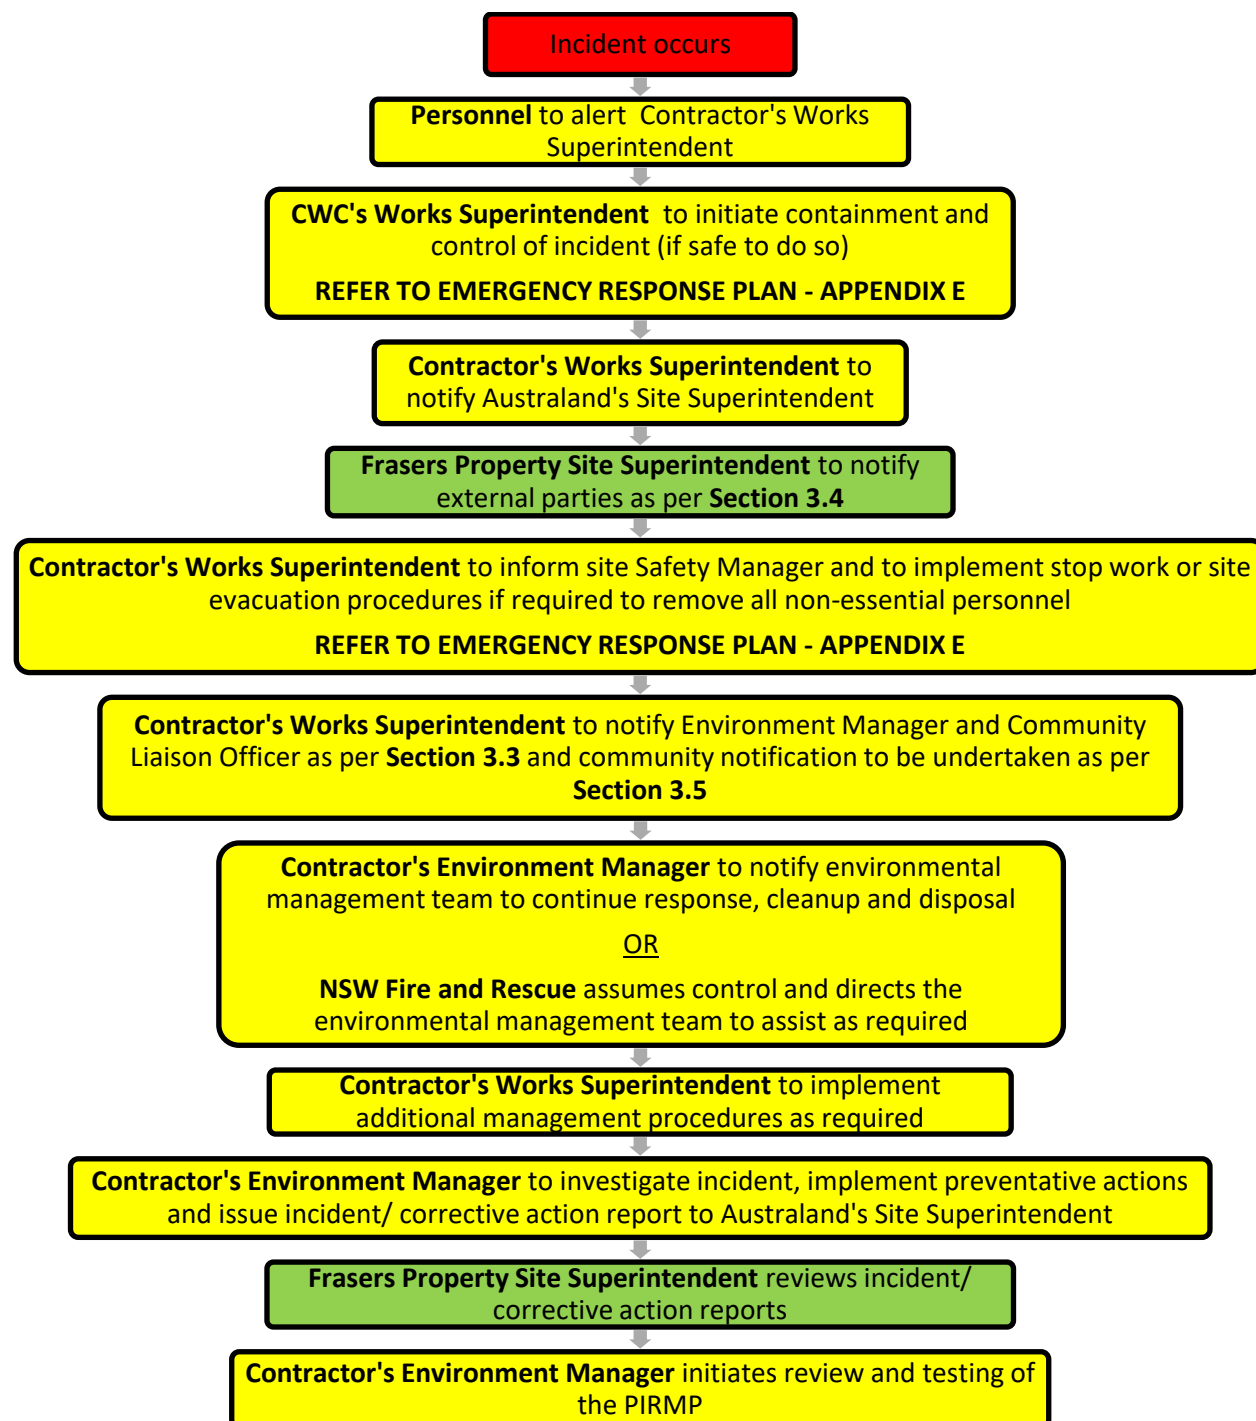 Incident occurs
Personnel to alert  Contractor's Works
Superintendent
CWC's Works Superintendent  to initiate containment and
control of incident (if safe to do so)
REFER TO EMERGENCY RESPONSE PLAN - APPENDIX E
Contractor's Works Superintendent to
notify Australand's Site Superintendent
Frasers Property Site Superintendent to notify
external parties as per Section 3.4
Contractor's Works Superintendent to inform site Safety Manager and to implement stop work or site
evacuation procedures if required to remove all non-essential personnel
REFER TO EMERGENCY RESPONSE PLAN - APPENDIX E
Contractor's Works Superintendent to notify Environment Manager and Community
Liaison Officer as per Section 3.3 and community notification to be undertaken as per
Section 3.5
Contractor's Environment Manager to notify environmental
management team to continue response, cleanup and disposal
OR
NSW Fire and Rescue assumes control and directs the
environmental management team to assist as required
Contractor's Works Superintendent to implement
additional management procedures as required
Contractor's Environment Manager to investigate incident, implement preventative actions
and issue incident/ corrective action report to Australand's Site Superintendent
Frasers Property Site Superintendent reviews incident/
corrective action reports
Contractor's Environment Manager initiates review and testing of
the PIRMP